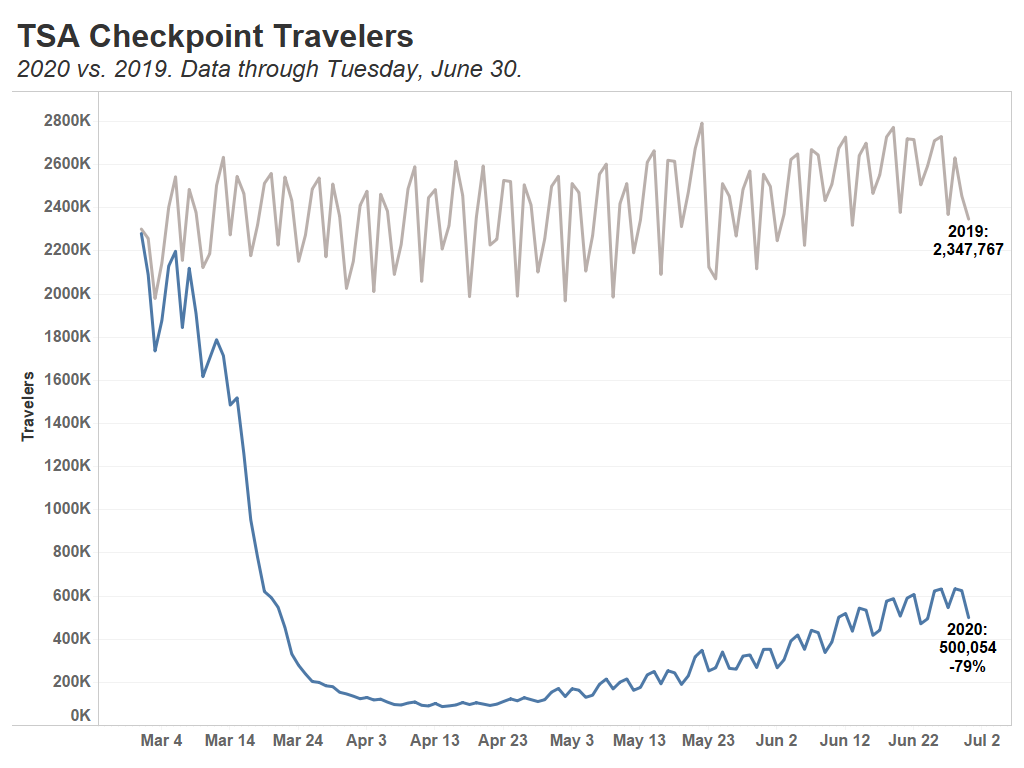 TSA Checkpoint Travelers
2020 vs. 2019. Data through Tuesday, June 30.
2800K
2600K
2400K
2200K
2000K
1800K
1600K
1400K
1200K
1000K
800K
600K
400K
200K
0K
Travelers
2019:
2,347,767
2020:
500,054
-79%
Mar 4 Mar 14 Mar 24 Apr 3 Apr 13 Apr 23 May 3 May 13 May 23 Jun 2 Jun 12 Jun 22 Jul 2